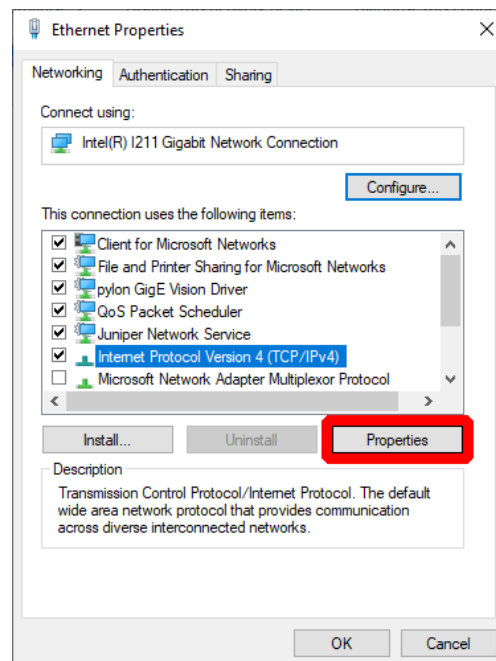 Ethernet Properties
Networking Authentication Sharing
Connect using:
Intel(R) I211 Gigabit Network Connection
Configure...
This connection uses the following items:
Client for Microsoft Networks
File and Printer Sharing for Microsoft Networks
pylon GigE Vision Driver
QoS Packet Scheduler
Juniper Network Service
Internet Protocol Version 4 (TCP/IPv4)
Microsoft Network Adapter Multiplexor Protocol
Install... Uninstall Properties
Description
Transmission Control Protocol/Internet Protocol. The default
wide area network protocol that provides communication
across diverse interconnected networks.
OK Cancel